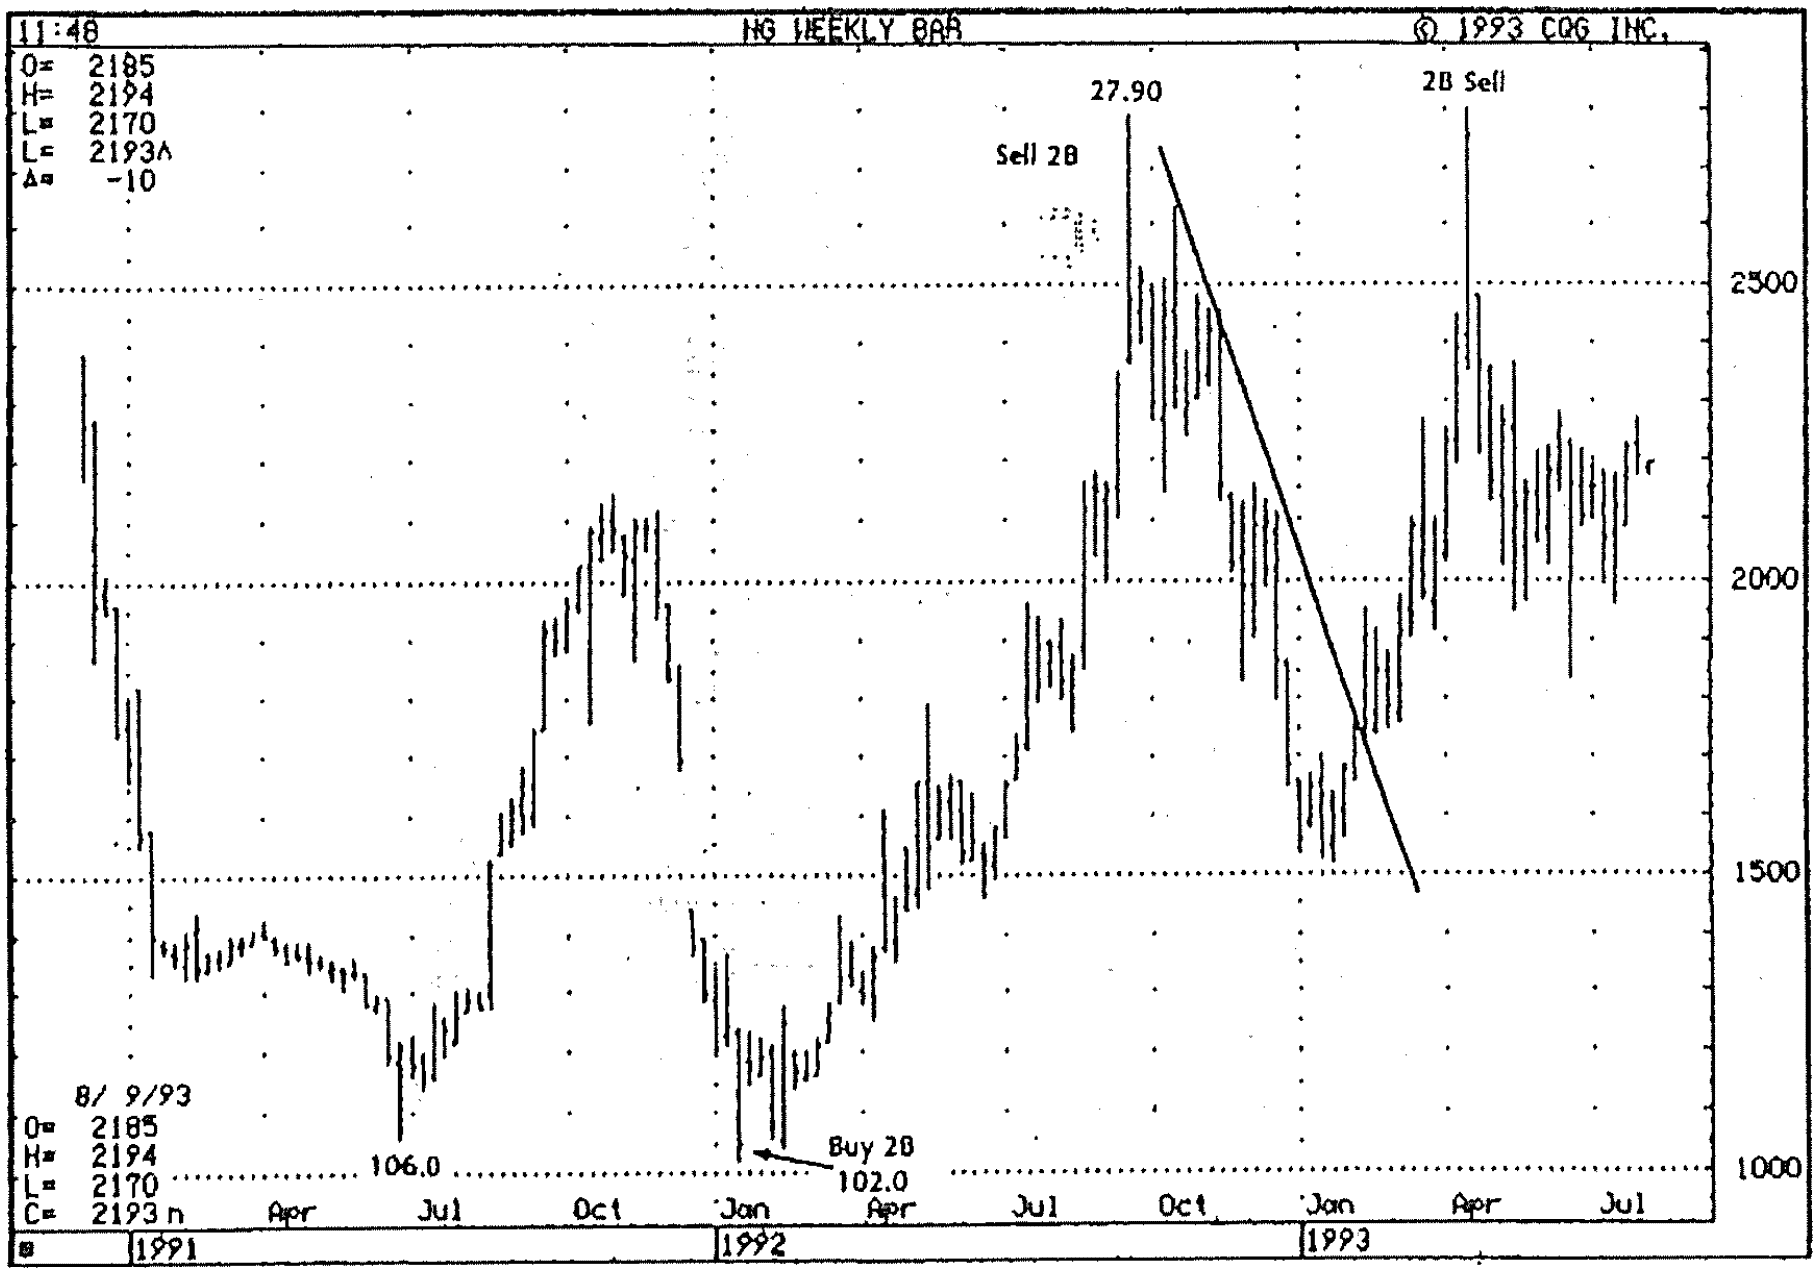 11:48
NG WEEKLY BAR
© 1993 CQG INC.
O= 2185
H= 2194
L= 2170
L= 2193^
Δ= -10
27.90
2B Sell
Sell 2B
2500
2000
1500
1000
8/ 9/93
O= 2185
H= 2194
L= 2170
C= 2193 n
106.0
Buy 2B
102.0
Apr Jul Oct Jan Apr Jul Oct Jan Apr Jul
1991 1992 1993